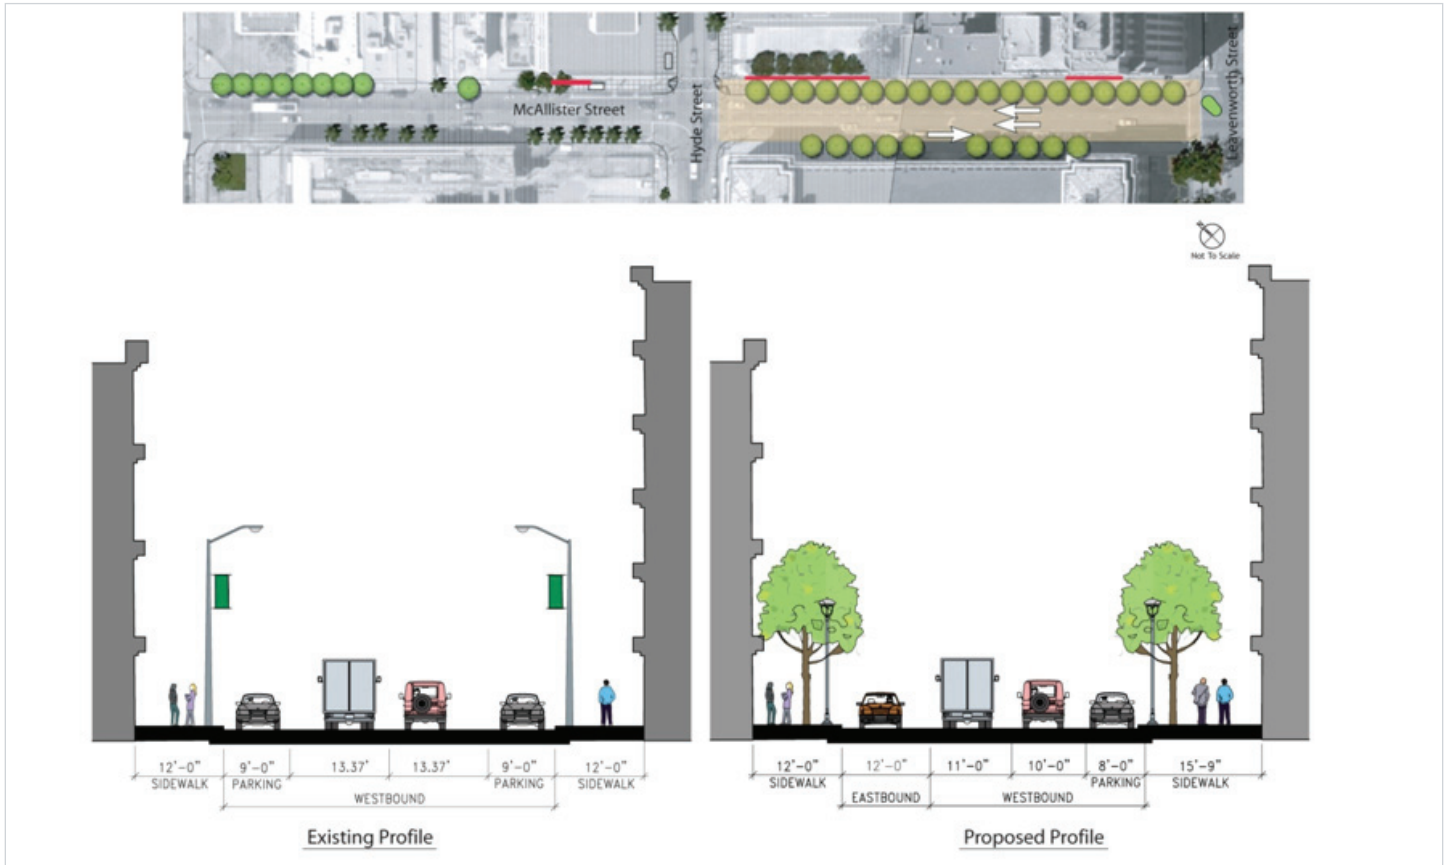 McAllister Street
Hyde Street
Leavenworth Street
Not To Scale
12'-0" 9'-0" 13.37' 13.37' 9'-0" 12'-0"
SIDEWALK PARKING PARKING SIDEWALK
WESTBOUND
Existing Profile
12'-0" 12'-0" 11'-0" 10'-0" 8'-0" 15'-9"
SIDEWALK PARKING SIDEWALK
EASTBOUND WESTBOUND
Proposed Profile